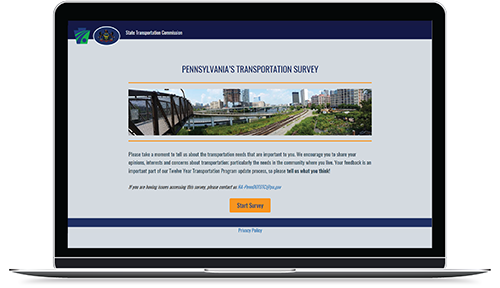 State Transportation Commission
PENNSYLVANIA'S TRANSPORTATION SURVEY
Please take a moment to tell us about the transportation needs that are important to you. We encourage you to share your
opinions, interests and concerns about transportation; particularly the needs in the community where you live. Your feedback is an
important part of our Twelve Year Transportation Program update process, so please tell us what you think!
If you are having issues accessing this survey, please contact us RA-PennDOTSTC@pa.gov
Start Survey
Privacy Policy